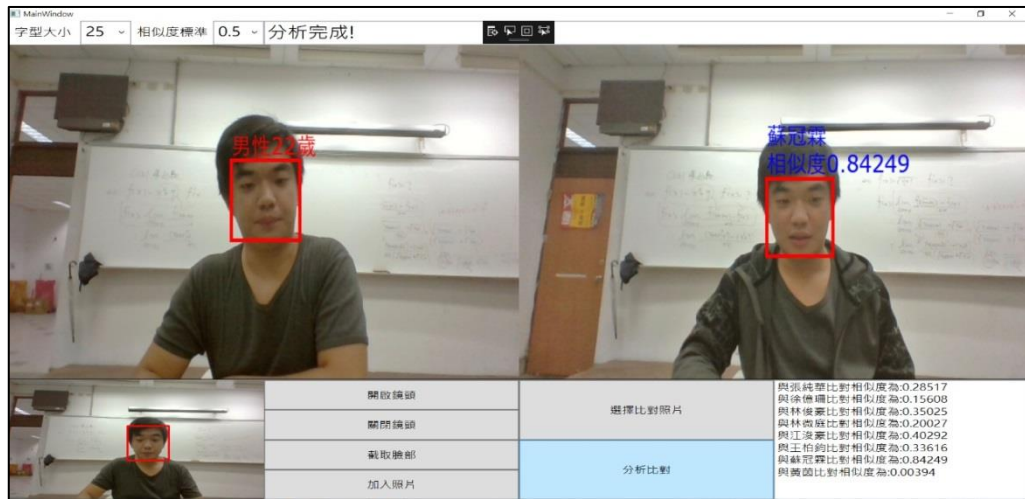 MainWindow
字型大小 25 相似度標準 0.5 分析完成!
男性22歲
蘇冠霖
相似度0.84249
開啟鏡頭
關閉鏡頭
截取臉部
加入照片
選擇比對照片
分析比對
與張純華比對相似度為:0.28517
與徐億珊比對相似度為:0.15608
與林俊豪比對相似度為:0.35025
與林微庭比對相似度為:0.20027
與江浚豪比對相似度為:0.40292
與王柏鈞比對相似度為:0.33616
與蘇冠霖比對相似度為:0.84249
與黃茵比對相似度為:0.00394